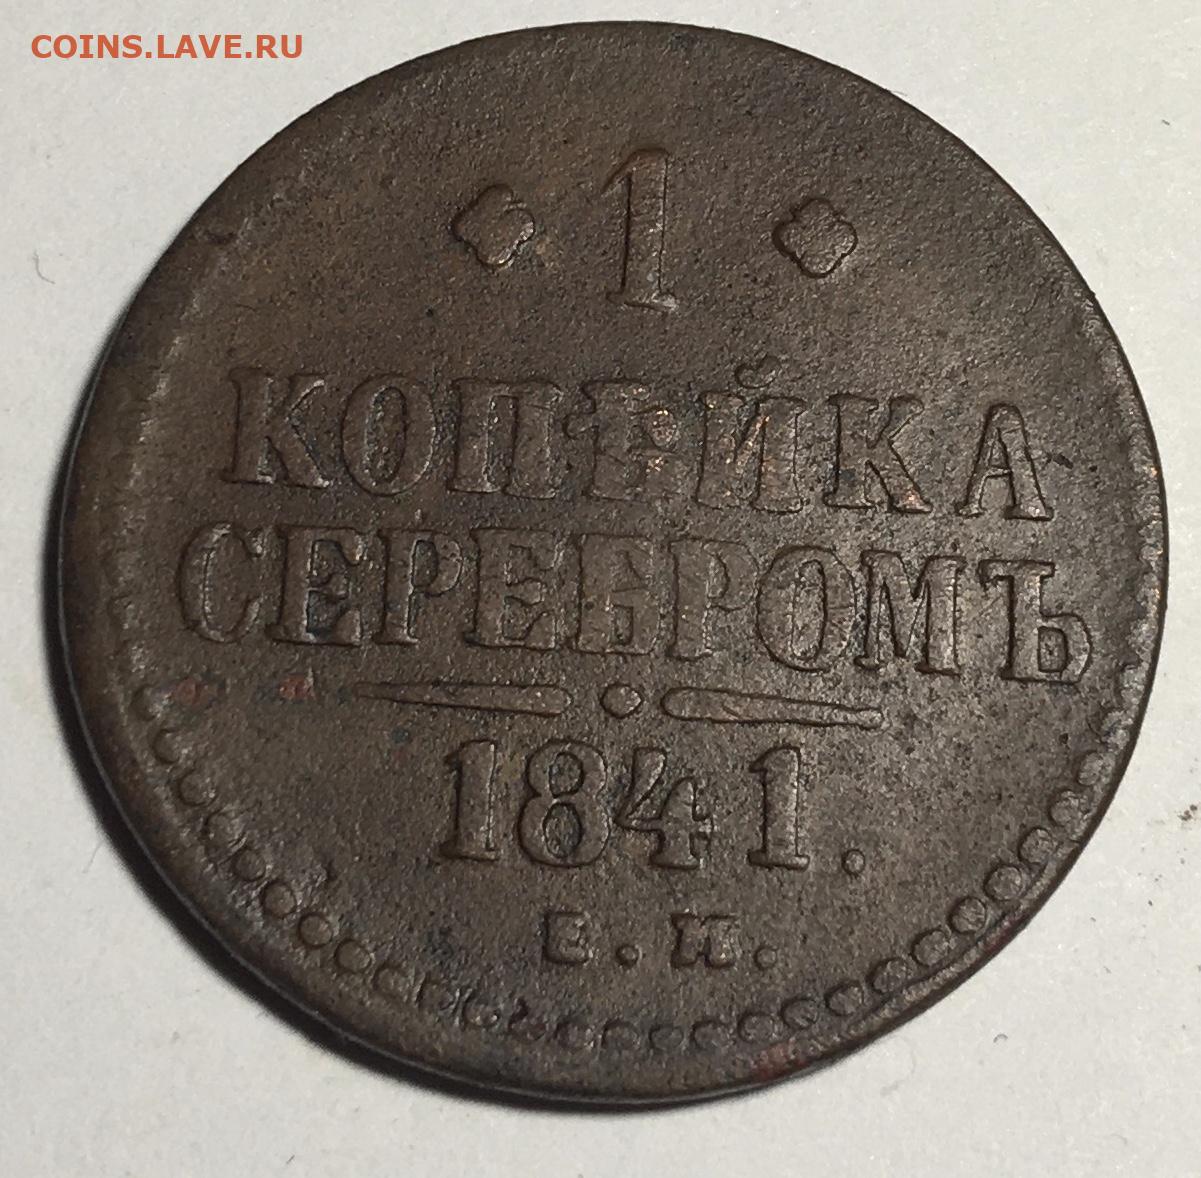 COINS.LAVE.RU
1
КОПѢЙКА
СЕРЕБРОМЪ
1841.
Е.М.